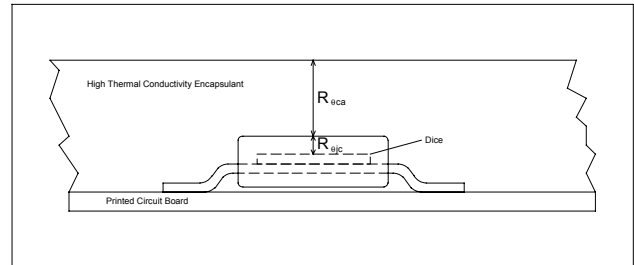 High Thermal Conductivity Encapsulant
Rθca
Rθjc
Dice
Printed Circuit Board